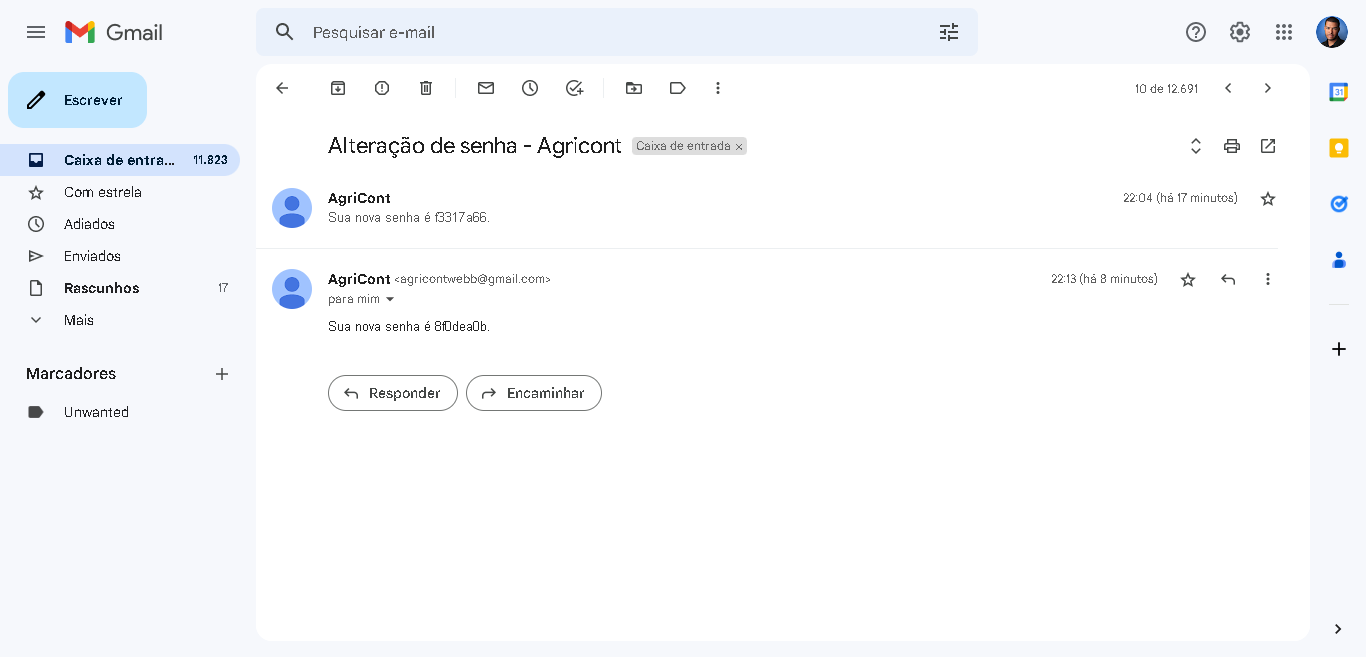 Gmail
Pesquisar e-mail
Escrever
10 de 12.691
Caixa de entra... 11.823
Com estrela
Adiados
Enviados
Rascunhos 17
Mais
Marcadores
Unwanted
Alteração de senha - Agricont Caixa de entrada ×
AgriCont 22:04 (há 17 minutos)
Sua nova senha é f3317a66.
AgriCont <agricontwebb@gmail.com> 22:13 (há 8 minutos)
para mim
Sua nova senha é 8f0dea0b.
Responder Encaminhar
31